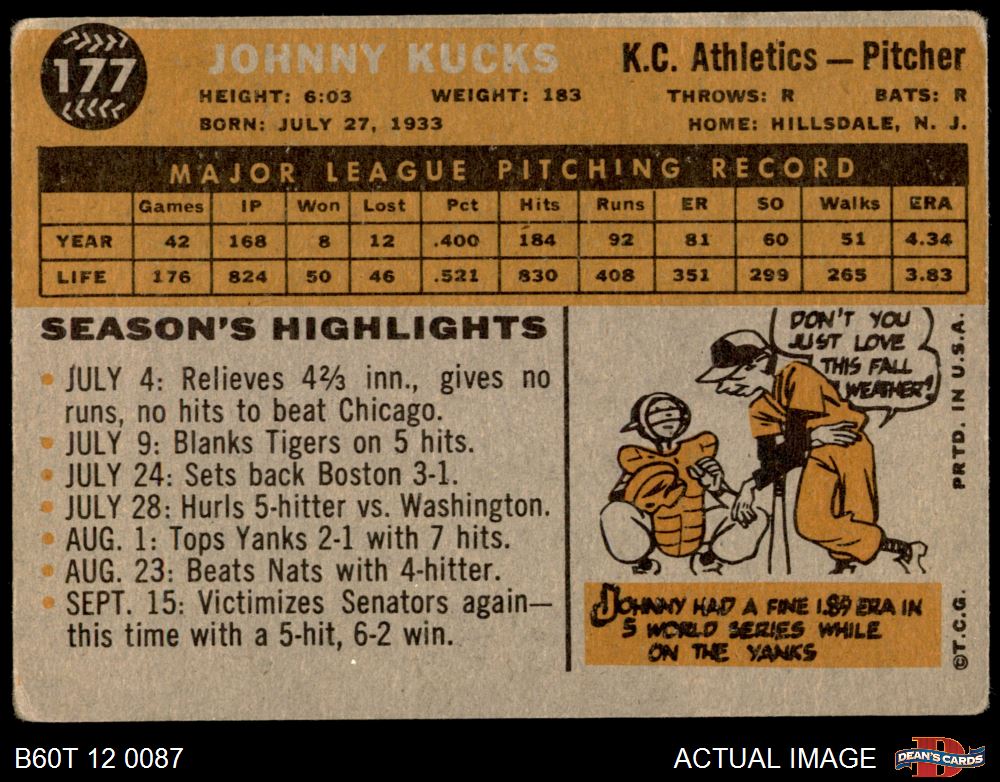 177
JOHNNY KUCKS
K.C. Athletics — Pitcher
HEIGHT: 6:03 WEIGHT: 183 THROWS: R BATS: R
BORN: JULY 27, 1933 HOME: HILLSDALE, N. J.
MAJOR LEAGUE PITCHING RECORD
Games IP Won Lost Pct Hits Runs ER SO Walks ERA
YEAR 42 168 8 12 .400 184 92 81 60 51 4.34
LIFE 176 824 50 46 .521 830 408 351 299 265 3.83
SEASON'S HIGHLIGHTS
• JULY 4: Relieves 4⅔ inn., gives no
runs, no hits to beat Chicago.
• JULY 9: Blanks Tigers on 5 hits.
• JULY 24: Sets back Boston 3-1.
• JULY 28: Hurls 5-hitter vs. Washington.
• AUG. 1: Tops Yanks 2-1 with 7 hits.
• AUG. 23: Beats Nats with 4-hitter.
• SEPT. 15: Victimizes Senators again—
this time with a 5-hit, 6-2 win.
DON'T YOU
JUST LOVE
THIS FALL
WEATHER!
JOHNNY HAD A FINE 1.89 ERA IN
5 WORLD SERIES WHILE
ON THE YANKS
PRTD. IN U.S.A.
©T.C.G.
B60T 12 0087
ACTUAL IMAGE
D
DEAN'S CARDS